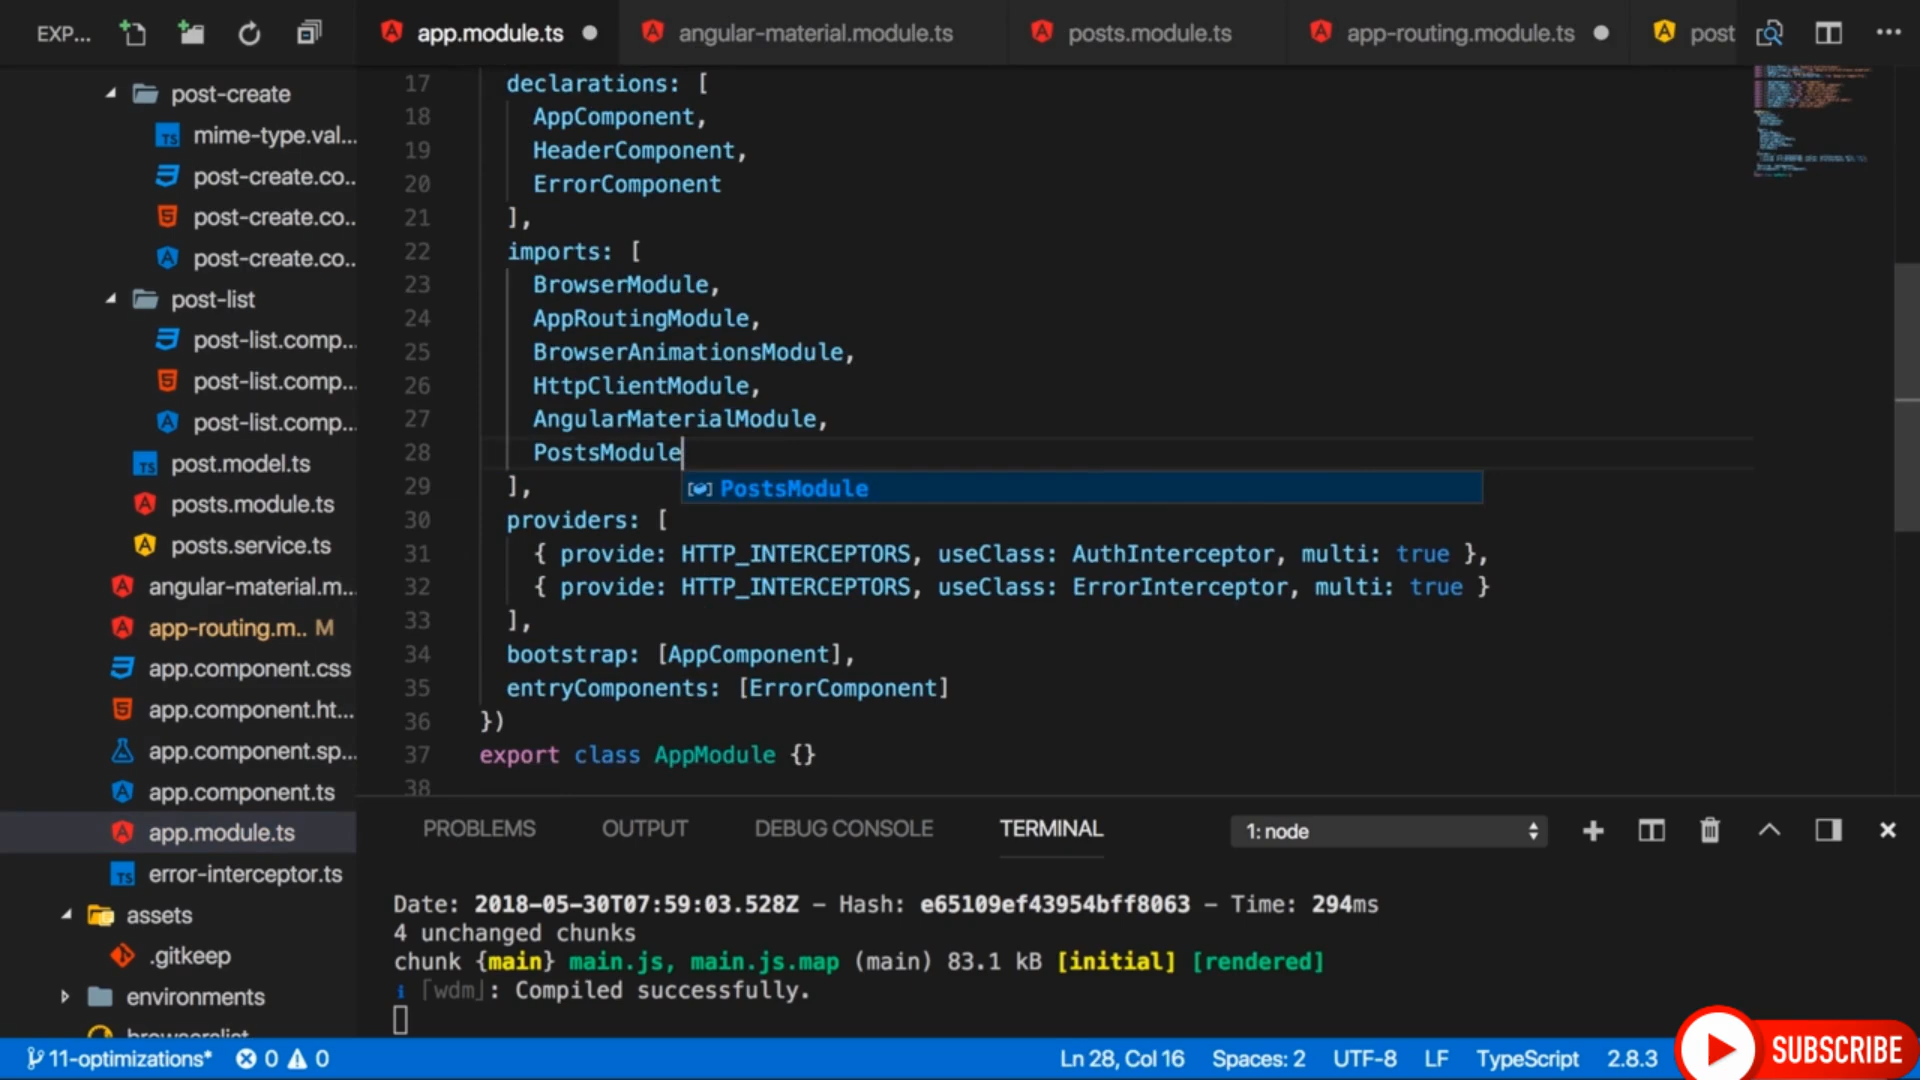 EXP...
app.module.ts
angular-material.module.ts
posts.module.ts
app-routing.module.ts
post
post-create
mime-type.val...
post-create.co..
post-create.co..
post-create.co..
post-list
post-list.comp...
post-list.comp...
post-list.comp...
post.model.ts
posts.module.ts
posts.service.ts
angular-material.m...
app-routing.m.. M
app.component.css
app.component.ht...
app.component.sp...
app.component.ts
app.module.ts
error-interceptor.ts
assets
.gitkeep
environments
browserslist
17 declarations: [
18 AppComponent,
19 HeaderComponent,
20 ErrorComponent
21 ],
22 imports: [
23 BrowserModule,
24 AppRoutingModule,
25 BrowserAnimationsModule,
26 HttpClientModule,
27 AngularMaterialModule,
28 PostsModule
PostsModule
29 ],
30 providers: [
31 { provide: HTTP_INTERCEPTORS, useClass: AuthInterceptor, multi: true },
32 { provide: HTTP_INTERCEPTORS, useClass: ErrorInterceptor, multi: true }
33 ],
34 bootstrap: [AppComponent],
35 entryComponents: [ErrorComponent]
36 })
37 export class AppModule {}
38
PROBLEMS
OUTPUT
DEBUG CONSOLE
TERMINAL
1: node
Date: 2018-05-30T07:59:03.528Z - Hash: e65109ef43954bff8063 - Time: 294ms
4 unchanged chunks
chunk {main} main.js, main.js.map (main) 83.1 kB [initial] [rendered]
i ｢wdm｣: Compiled successfully.
11-optimizations* 0 0
Ln 28, Col 16
Spaces: 2
UTF-8
LF
TypeScript
2.8.3
SUBSCRIBE